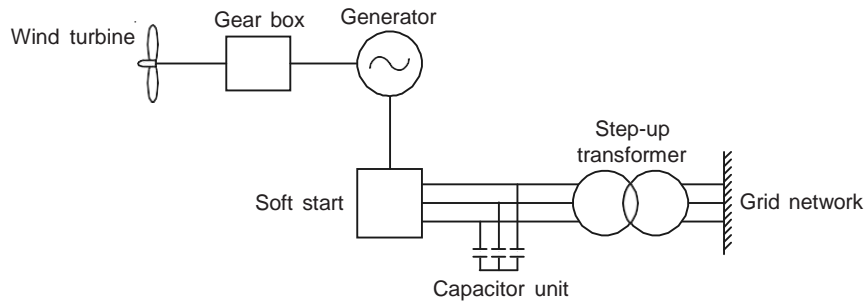 Wind turbine
Gear box
Generator
Soft start
Step-up
transformer
Grid network
Capacitor unit